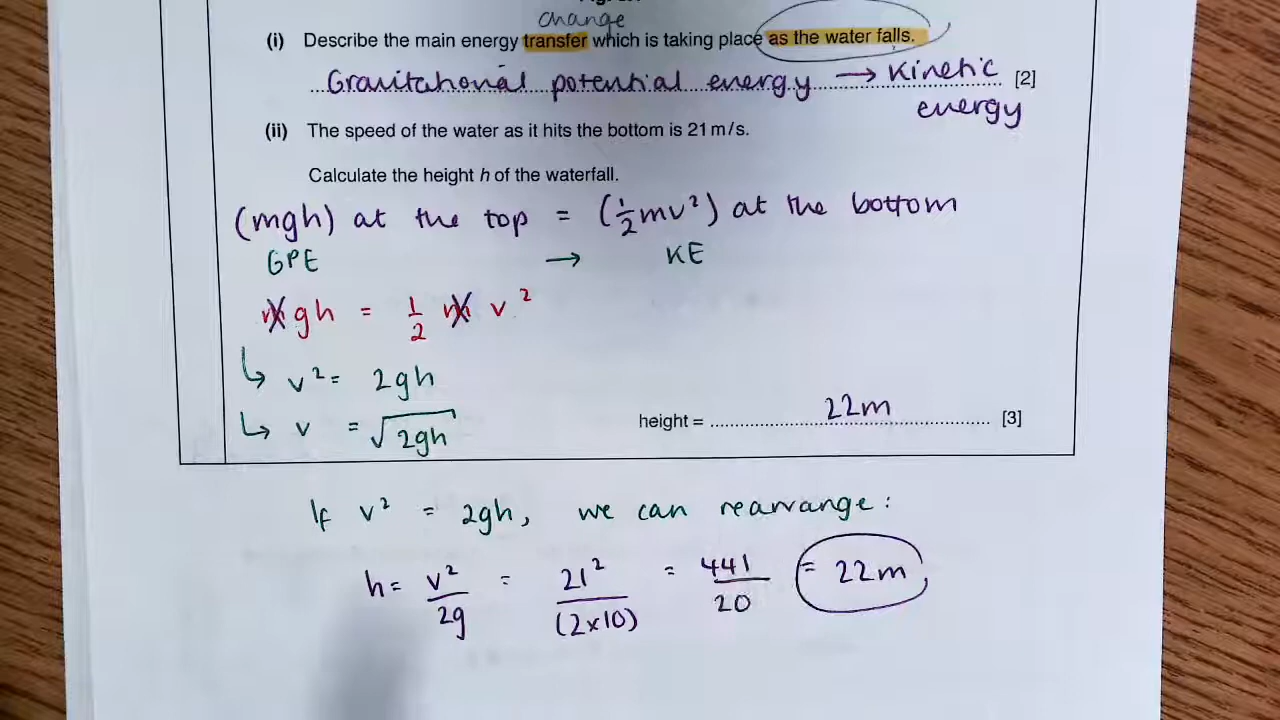 change
(i) Describe the main energy transfer which is taking place as the water falls.
Gravitational potential energy → Kinetic [2]
energy
(ii) The speed of the water as it hits the bottom is 21 m/s.
Calculate the height h of the waterfall.
(mgh) at the top = (½mv²) at the bottom
GPE → KE
mgh = 1/2 m v²
↳ v² = 2gh
↳ v = √2gh
height = 22m [3]
If v² = 2gh, we can rearrange:
h = v²/2g = 21²/(2×10) = 441/20 = 22m